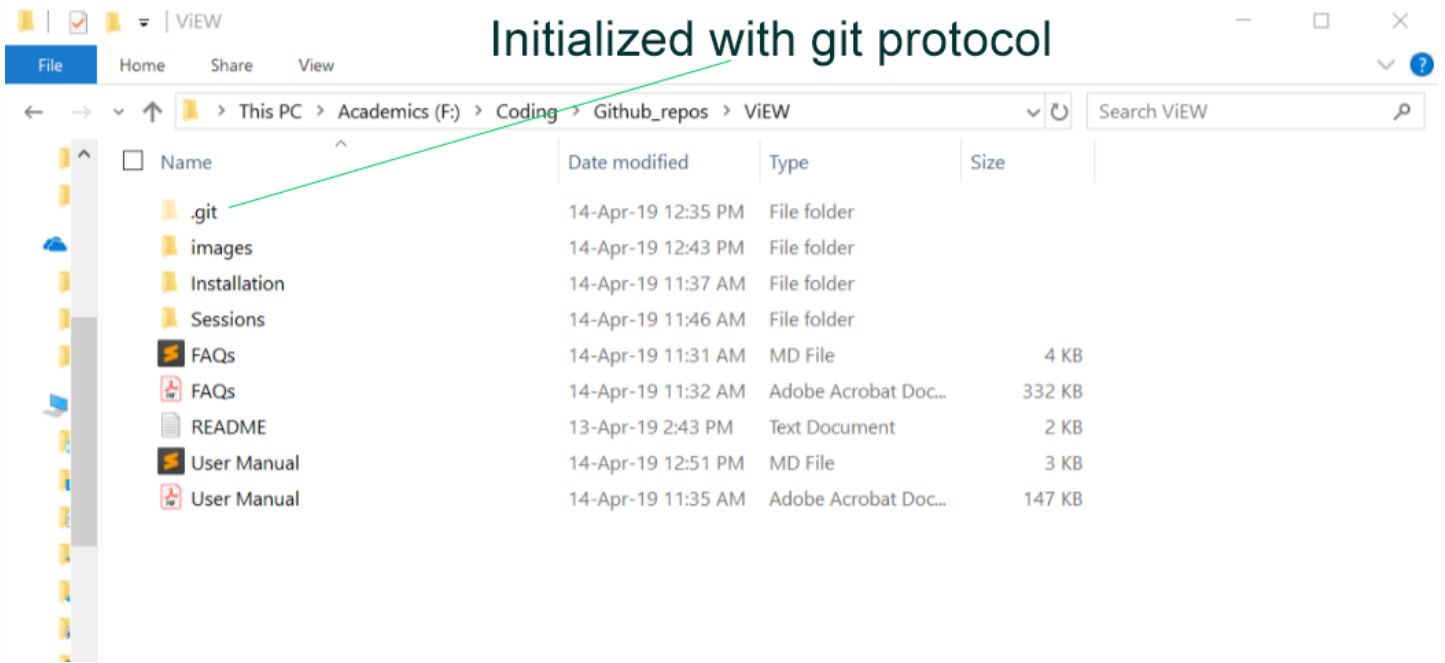 ViEW
Initialized with git protocol
File Home Share View
This PC > Academics (F:) > Coding > Github_repos > ViEW
Search ViEW
Name Date modified Type Size
.git 14-Apr-19 12:35 PM File folder
images 14-Apr-19 12:43 PM File folder
Installation 14-Apr-19 11:37 AM File folder
Sessions 14-Apr-19 11:46 AM File folder
FAQs 14-Apr-19 11:31 AM MD File 4 KB
FAQs 14-Apr-19 11:32 AM Adobe Acrobat Doc... 332 KB
README 13-Apr-19 2:43 PM Text Document 2 KB
User Manual 14-Apr-19 12:51 PM MD File 3 KB
User Manual 14-Apr-19 11:35 AM Adobe Acrobat Doc... 147 KB